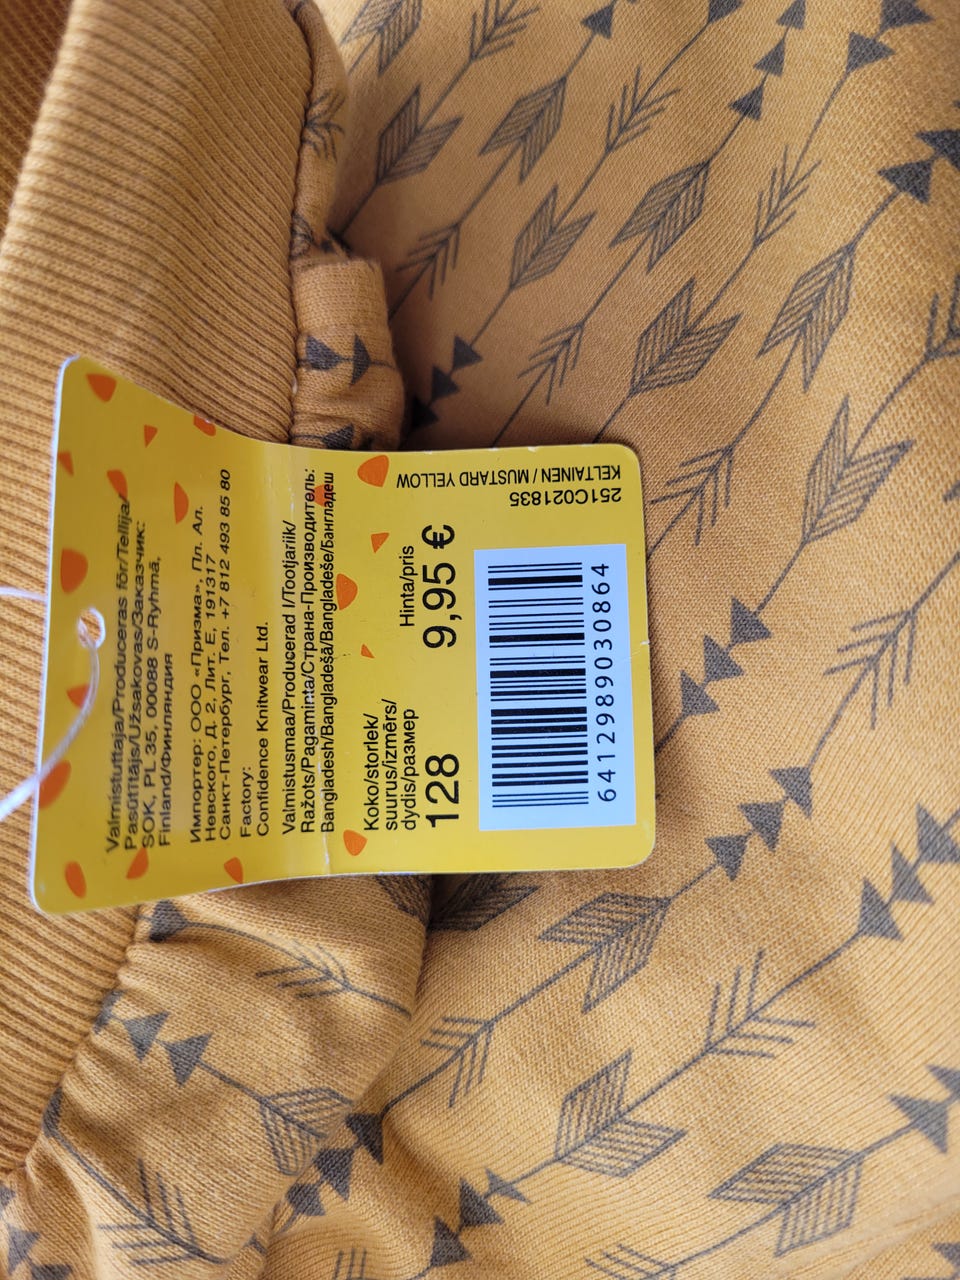 Valmistuttaja/Produceras för/Tellija/
Pasūtītājs/Užsakovas/Заказчик:
SOK, PL 35, 00088 S-Ryhmä,
Finland/Финляндия
Импортер: ООО «Призма», Пл. Ал.
Невского, Д. 2, Лит. Е, 191317
Санкт-Петербург, Тел. +7 812 493 85 80
Factory:
Confidence Knitwear Ltd.
Valmistusmaa/Producerad I/Tootjariik/
Ražots/Pagaminta/Страна-Производитель:
Bangladesh/Bangladešā/Bangladeše/Бангладеш
Koko/storlek/
suurus/izmērs/
dydis/размер
128
Hinta/pris
9,95 €
251C021835
KELTAINEN / MUSTARD YELLOW
6412989030864